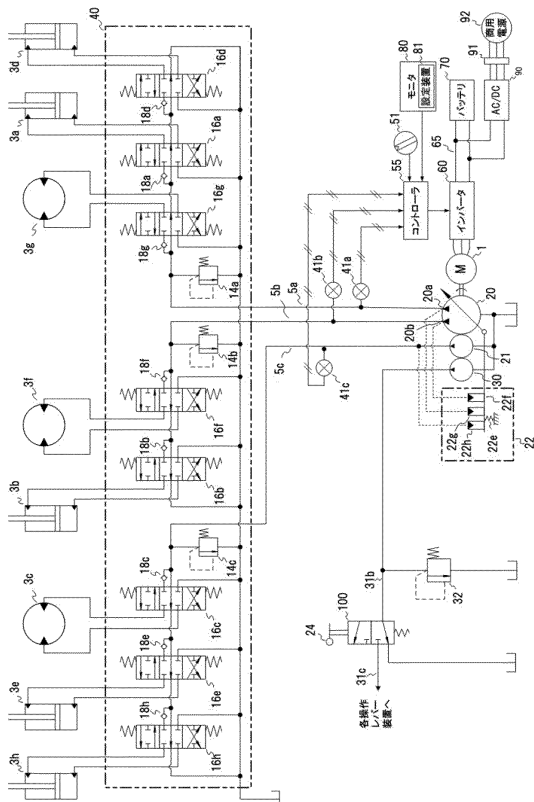 40
3d
3a
3g
3f
3b
3c
3e
3h
16d
18d
16a
18a
16g
18g
14a
14b
18f
16f
18b
16b
14c
18c
16c
18e
16e
18h
16h
5a
5b
5c
41b
41a
41c
92
商用電源
91
90
AC/DC
70
バッテリ
65
80
モニタ
81
設定装置
51
55
コントローラ
60
インバータ
1
M
20a
20
20b
21
30
22f
22g
22h
22e
22
24
100
31b
31c
32
各操作
レバー
装置へ